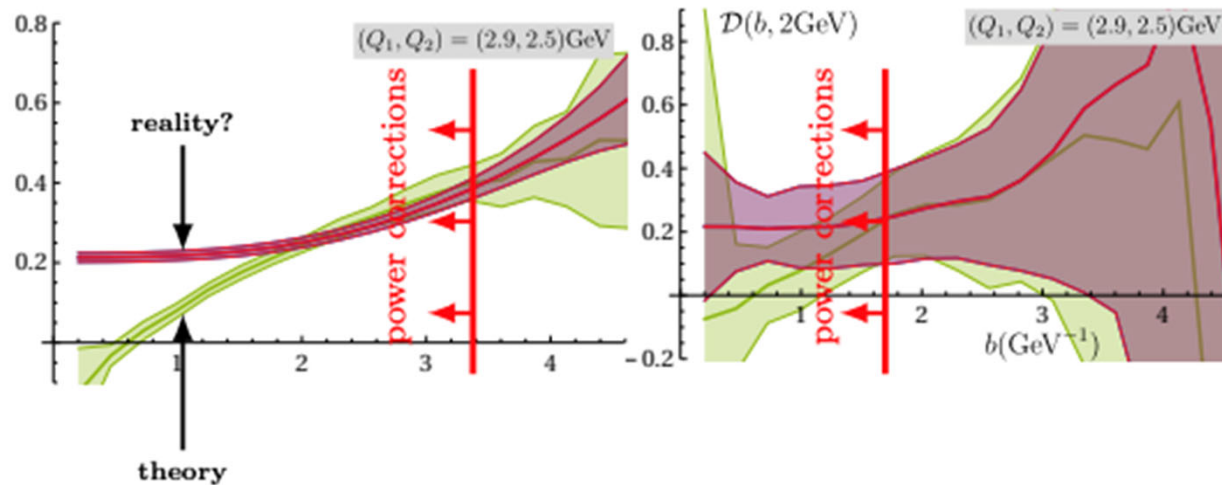 0.8
(Q₁, Q₂) = (2.9, 2.5)GeV
0.6
reality?
0.4
0.2
power corrections
1
2
3
4
theory
𝒟(b, 2GeV)
(Q₁, Q₂) = (2.9, 2.5)GeV
0.8
0.6
0.4
0.2
power corrections
1
2
3
4
b(GeV⁻¹)
-0.2